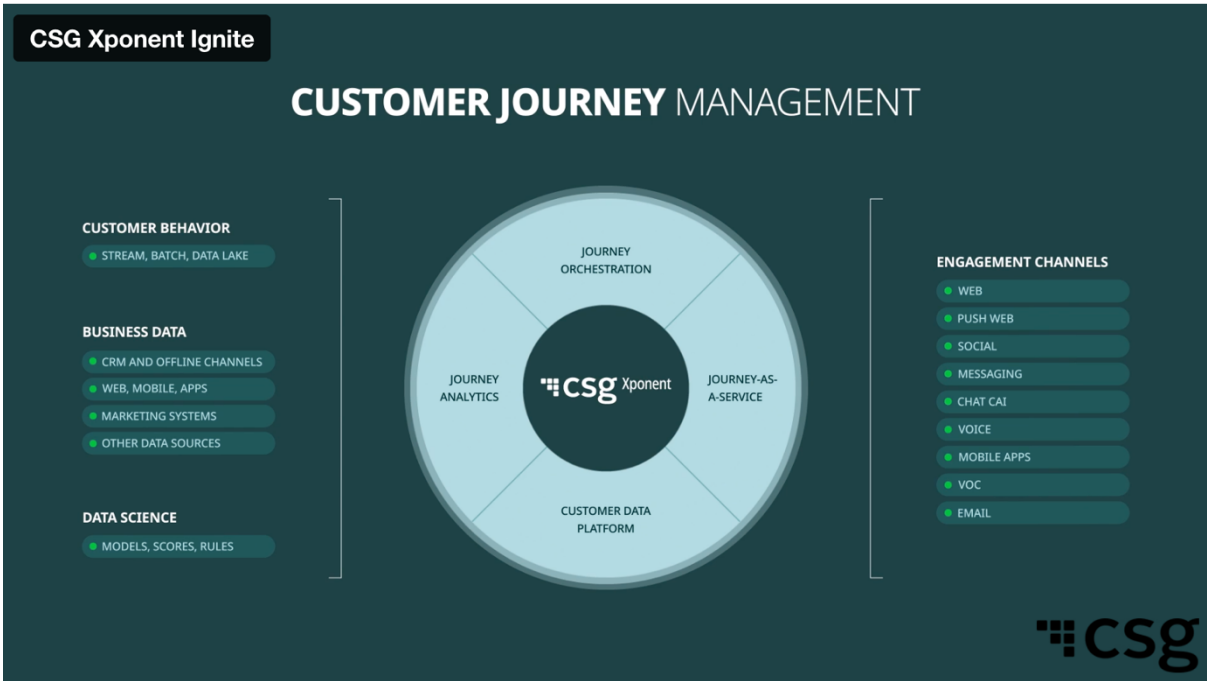 CSG Xponent Ignite
CUSTOMER JOURNEY MANAGEMENT
CUSTOMER BEHAVIOR
STREAM, BATCH, DATA LAKE
BUSINESS DATA
CRM AND OFFLINE CHANNELS
WEB, MOBILE, APPS
MARKETING SYSTEMS
OTHER DATA SOURCES
DATA SCIENCE
MODELS, SCORES, RULES
JOURNEY
ORCHESTRATION
JOURNEY
ANALYTICS
csg Xponent
JOURNEY-AS-
A-SERVICE
CUSTOMER DATA
PLATFORM
ENGAGEMENT CHANNELS
WEB
PUSH WEB
SOCIAL
MESSAGING
CHAT CAI
VOICE
MOBILE APPS
VOC
EMAIL
csg